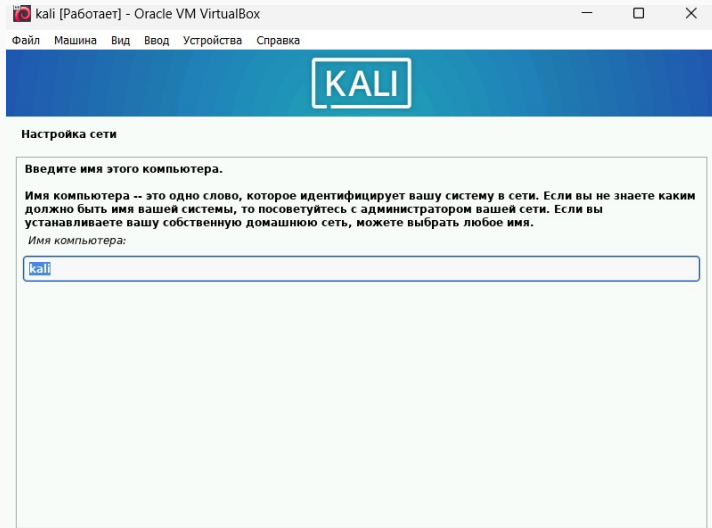 kali [Работает] - Oracle VM VirtualBox
Файл Машина Вид Ввод Устройства Справка
KALI
Настройка сети
Введите имя этого компьютера.
Имя компьютера -- это одно слово, которое идентифицирует вашу систему в сети. Если вы не знаете каким
должно быть имя вашей системы, то посоветуйтесь с администратором вашей сети. Если вы
устанавливаете вашу собственную домашнюю сеть, можете выбрать любое имя.
Имя компьютера:
kali